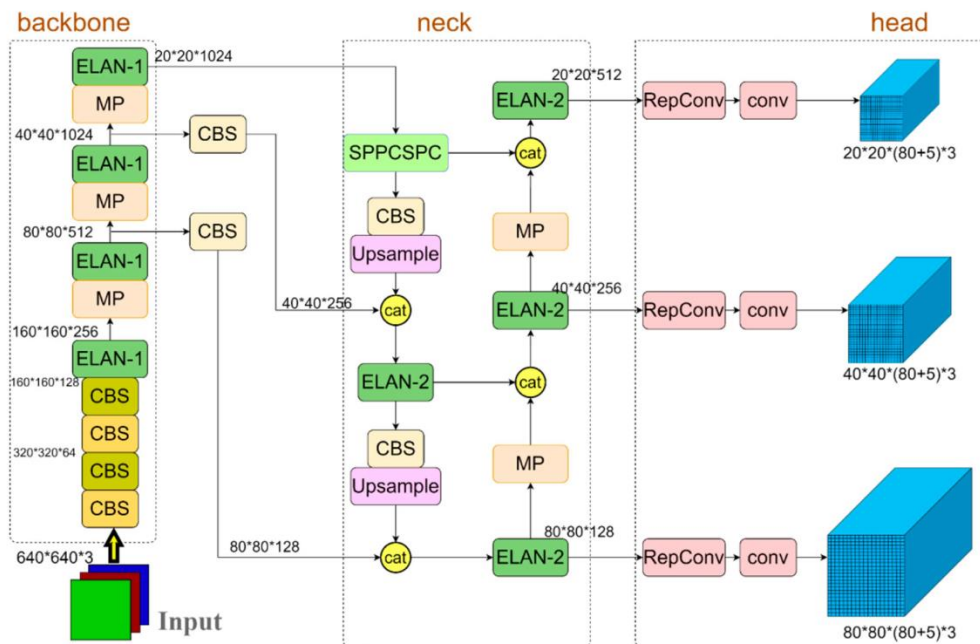 backbone
neck
head
ELAN-1
20*20*1024
MP
40*40*1024
CBS
ELAN-1
MP
80*80*512
CBS
ELAN-1
MP
160*160*256
ELAN-1
160*160*128
CBS
CBS
320*320*64
CBS
CBS
640*640*3
Input
SPPCSPC
CBS
Upsample
40*40*256
cat
ELAN-2
CBS
Upsample
80*80*128
cat
20*20*512
ELAN-2
cat
MP
40*40*256
ELAN-2
cat
MP
80*80*128
ELAN-2
RepConv
conv
20*20*(80+5)*3
RepConv
conv
40*40*(80+5)*3
RepConv
conv
80*80*(80+5)*3